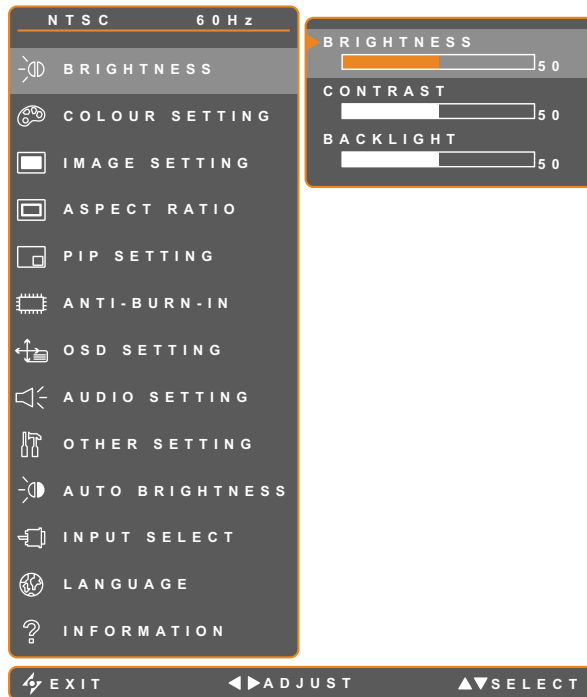 NTSC 60Hz
BRIGHTNESS
COLOUR SETTING
IMAGE SETTING
ASPECT RATIO
PIP SETTING
ANTI-BURN-IN
OSD SETTING
AUDIO SETTING
OTHER SETTING
AUTO BRIGHTNESS
INPUT SELECT
LANGUAGE
INFORMATION
BRIGHTNESS
50
CONTRAST
50
BACKLIGHT
50
EXIT ADJUST SELECT